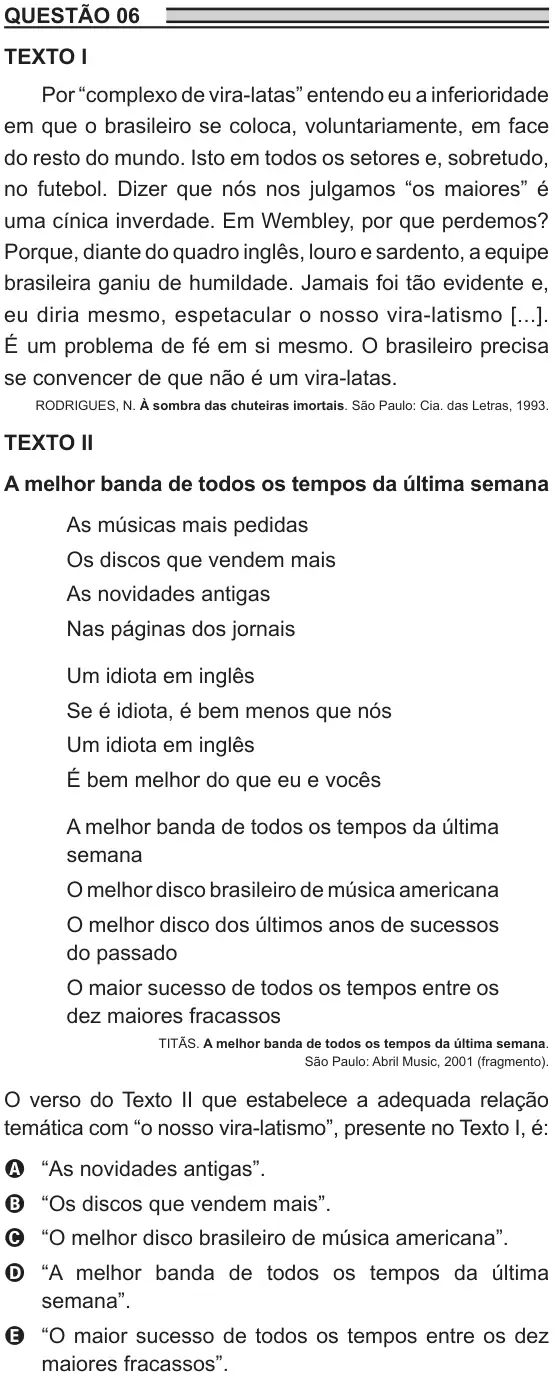 QUESTÃO 06
TEXTO I
Por “complexo de vira-latas” entendo eu a inferioridade
em que o brasileiro se coloca, voluntariamente, em face
do resto do mundo. Isto em todos os setores e, sobretudo,
no futebol. Dizer que nós nos julgamos “os maiores” é
uma cínica inverdade. Em Wembley, por que perdemos?
Porque, diante do quadro inglês, louro e sardento, a equipe
brasileira ganiu de humildade. Jamais foi tão evidente e,
eu diria mesmo, espetacular o nosso vira-latismo [...].
É um problema de fé em si mesmo. O brasileiro precisa
se convencer de que não é um vira-latas.
RODRIGUES, N. À sombra das chuteiras imortais. São Paulo: Cia. das Letras, 1993.
TEXTO II
A melhor banda de todos os tempos da última semana
As músicas mais pedidas
Os discos que vendem mais
As novidades antigas
Nas páginas dos jornais
Um idiota em inglês
Se é idiota, é bem menos que nós
Um idiota em inglês
É bem melhor do que eu e vocês
A melhor banda de todos os tempos da última
semana
O melhor disco brasileiro de música americana
O melhor disco dos últimos anos de sucessos
do passado
O maior sucesso de todos os tempos entre os
dez maiores fracassos
TITÃS. A melhor banda de todos os tempos da última semana.
São Paulo: Abril Music, 2001 (fragmento).
O verso do Texto II que estabelece a adequada relação
temática com “o nosso vira-latismo”, presente no Texto I, é:
A “As novidades antigas”.
B “Os discos que vendem mais”.
C “O melhor disco brasileiro de música americana”.
D “A melhor banda de todos os tempos da última
semana”.
E “O maior sucesso de todos os tempos entre os dez
maiores fracassos”.